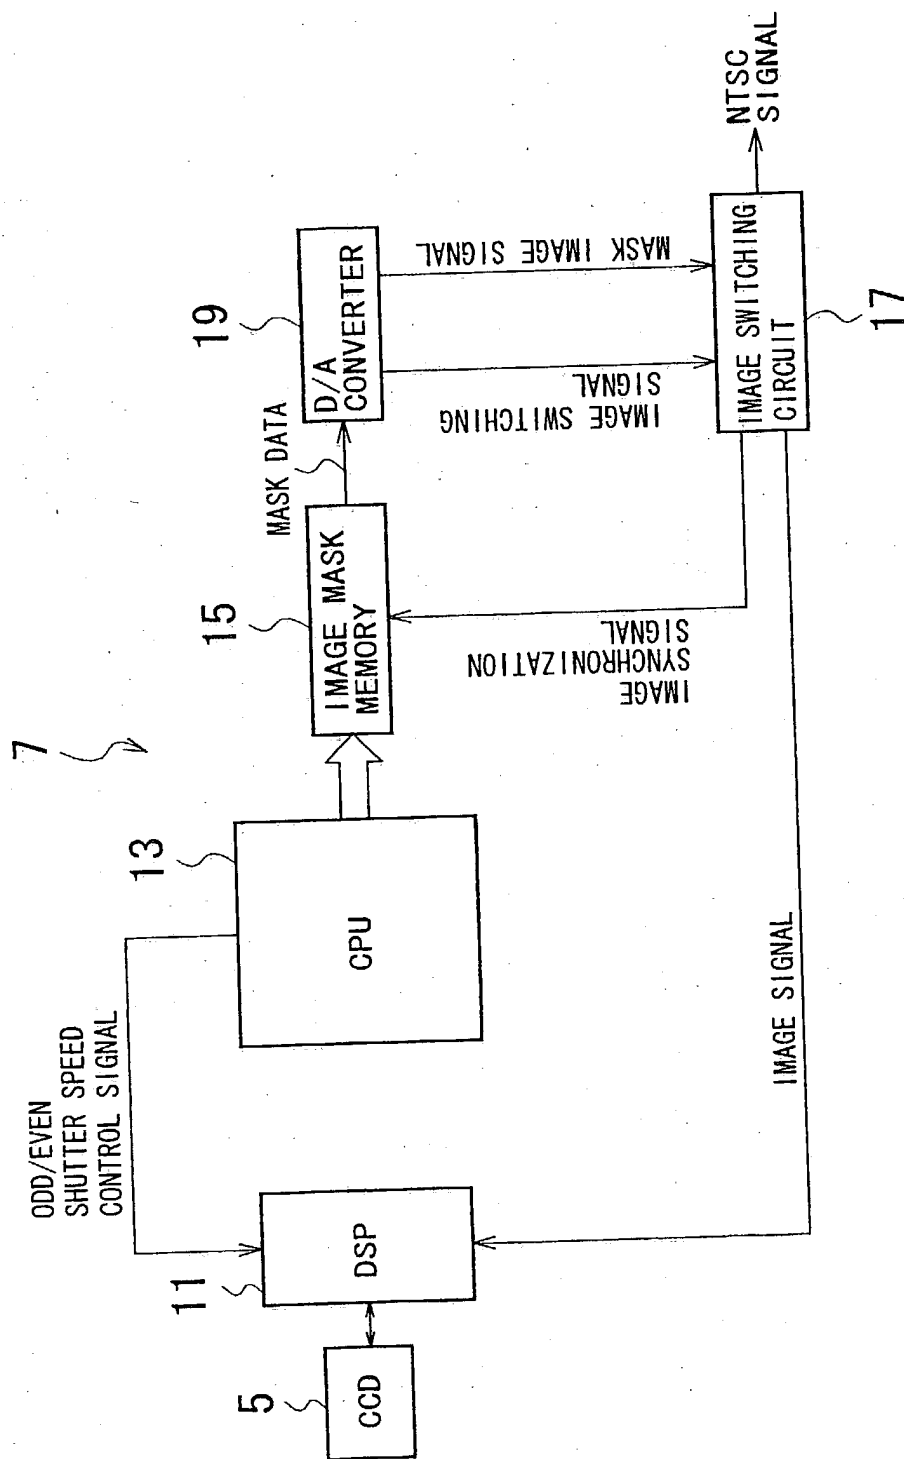 7
ODD/EVEN
SHUTTER SPEED
CONTROL SIGNAL
5
CCD
11
DSP
13
CPU
15
IMAGE MASK
MEMORY
MASK DATA
19
D/A
CONVERTER
IMAGE
SYNCHRONIZATION
SIGNAL
IMAGE SWITCHING
SIGNAL
MASK IMAGE SIGNAL
IMAGE SIGNAL
IMAGE SWITCHING
CIRCUIT
17
NTSC
SIGNAL